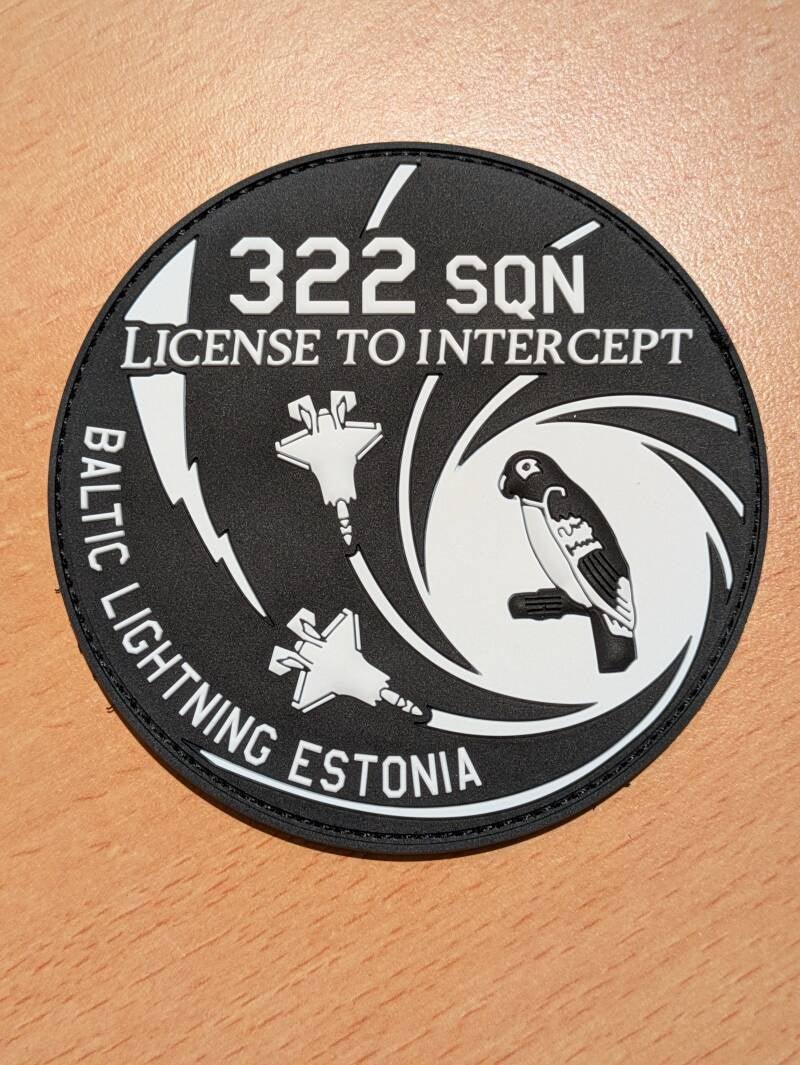 322 SQN
LICENSE TO INTERCEPT
BALTIC LIGHTNING ESTONIA